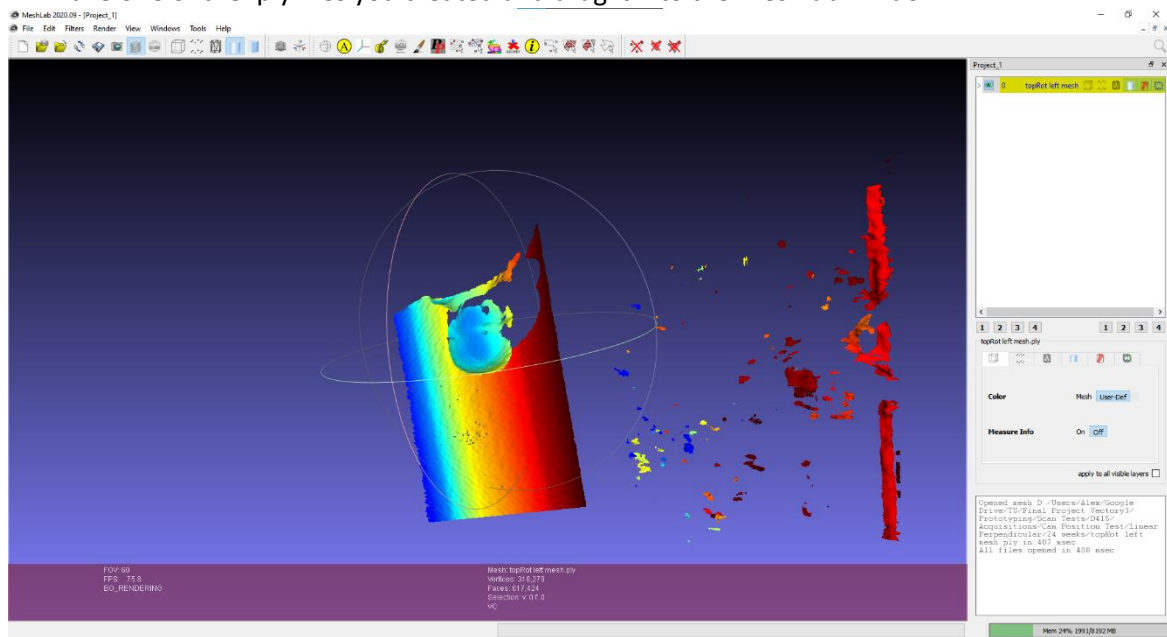 MeshLab 2020.09 - [Project_1]
File Edit Filters Render View Windows Tools Help
Project_1
0 topRot left mesh
1 2 3 4 1 2 3 4
topRot left mesh.ply
Color Mesh User-Def
Measure Info On Off
apply to all visible layers
Opened mesh D:/Users/Alex/Google
Drive/TU/Final Project Vectory3/
Prototyping/Scan Tests/D415/
Acquisitions/Cam Position Test/Linear
Perpendicular/24 weeks/topRot left
mesh ply in 407 msec
All files opened in 408 msec
FOV: 60
FPS: 75.8
BO_RENDERING
Mesh: topRot left mesh.ply
Vertices: 318,379
Faces: 617,424
Selection: v: 0 f: 0
VC
Mem 24% 1991/8192 MB